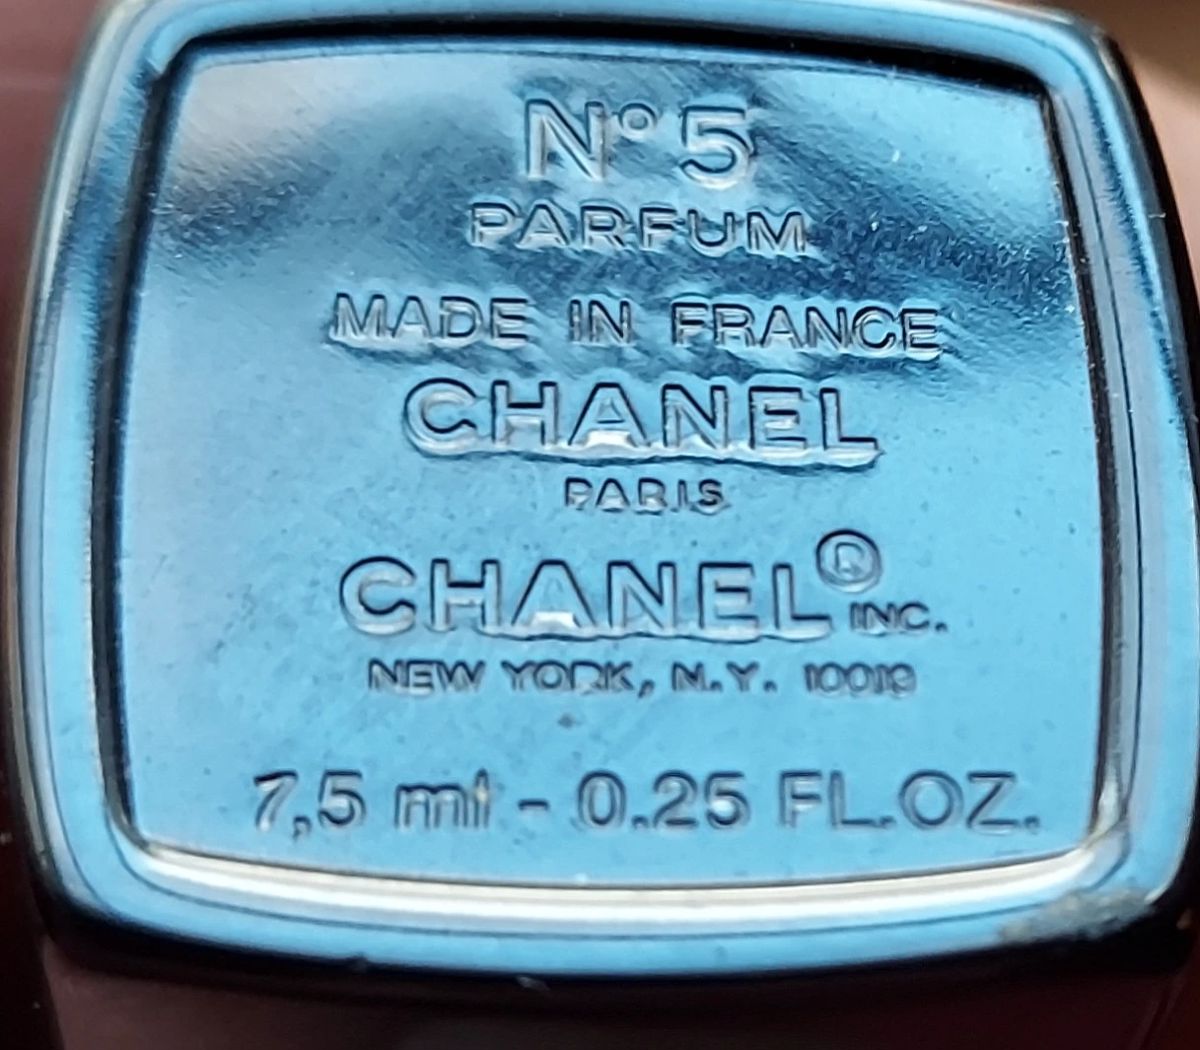 N° 5
PARFUM
MADE IN FRANCE
CHANEL
PARIS
CHANEL® INC.
NEW YORK, N.Y. 10019
7,5 ml - 0.25 FL.OZ.